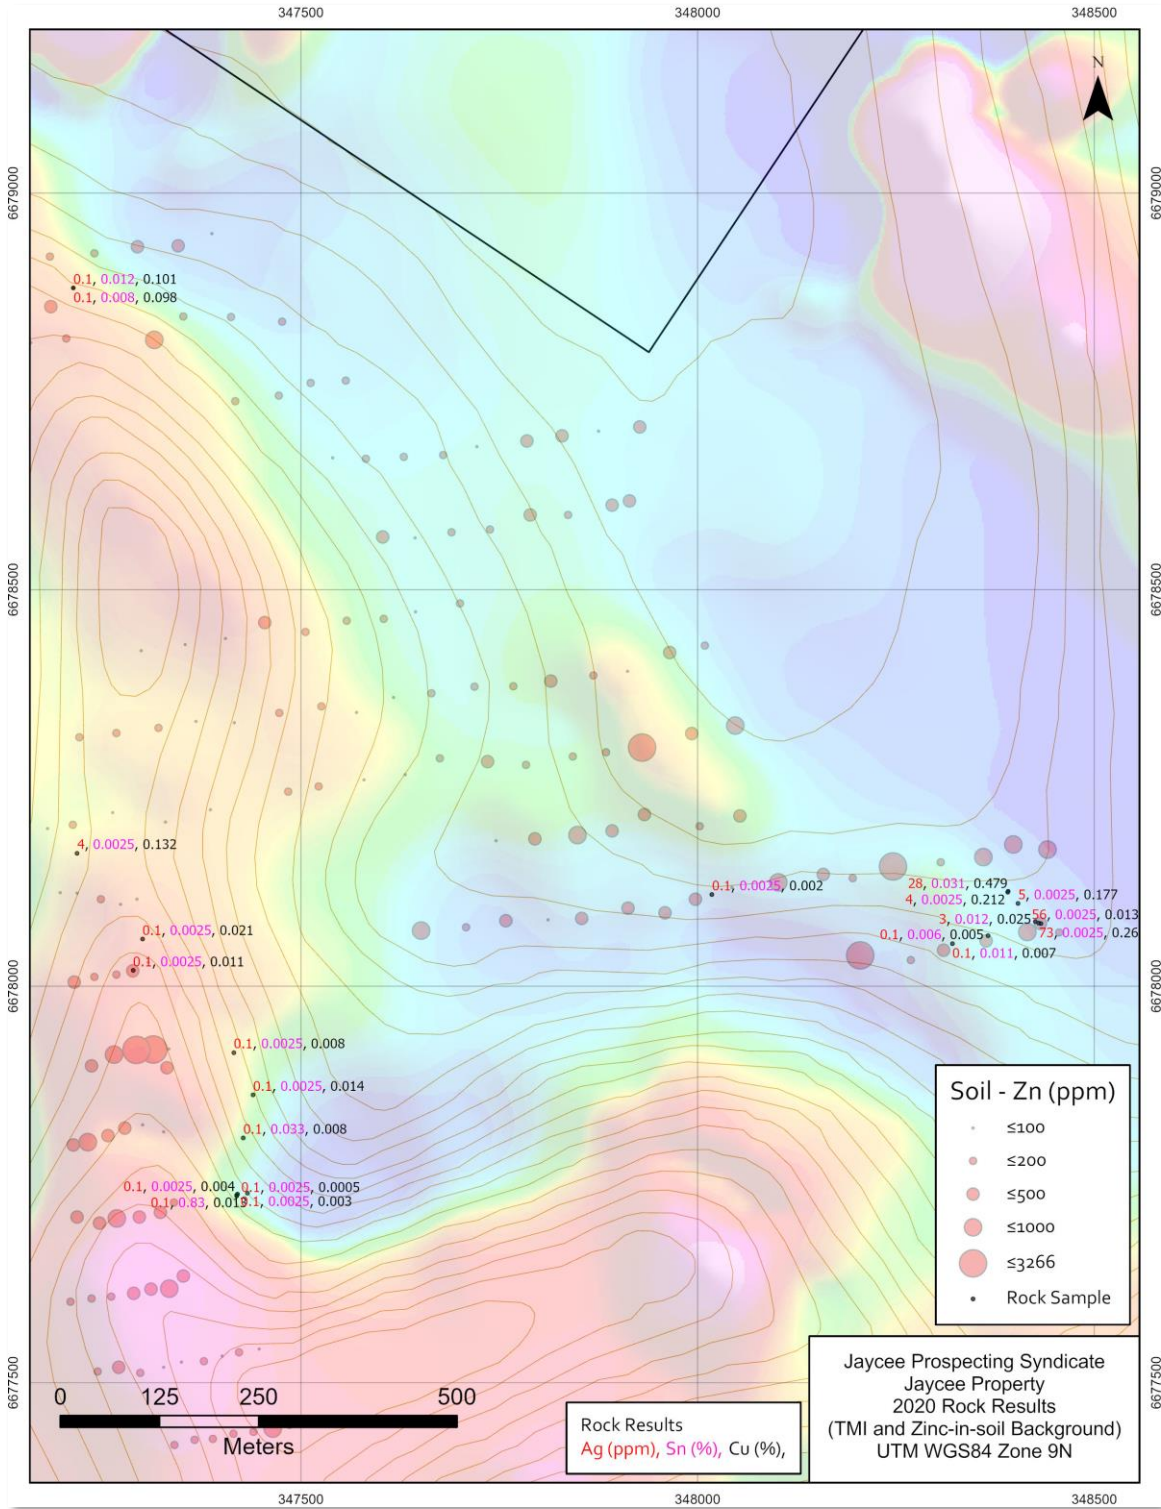 347500 348000 348500
N
6679000 6679000
0.1, 0.012, 0.101
0.1, 0.008, 0.098
6678500 6678500
4, 0.0025, 0.132
28, 0.031, 0.479
0.1, 0.0025, 0.002
4, 0.0025, 0.212
5, 0.0025, 0.177
3, 0.012, 0.025
56, 0.0025, 0.013
0.1, 0.0025, 0.021
0.1, 0.006, 0.005
73, 0.0025, 0.26
0.1, 0.011, 0.007
0.1, 0.0025, 0.011
6678000 6678000
0.1, 0.0025, 0.008
0.1, 0.0025, 0.014
0.1, 0.033, 0.008
0.1, 0.0025, 0.004
0.1, 0.0025, 0.0005
0.1, 0.83,
0.1, 0.0025, 0.003
Soil - Zn (ppm)
≤100
≤200
≤500
≤1000
≤3266
Rock Sample
6677500 6677500
0 125 250 500
Meters
Rock Results
Ag (ppm), Sn (%), Cu (%),
Jaycee Prospecting Syndicate
Jaycee Property
2020 Rock Results
(TMI and Zinc-in-soil Background)
UTM WGS84 Zone 9N
347500 348000 348500